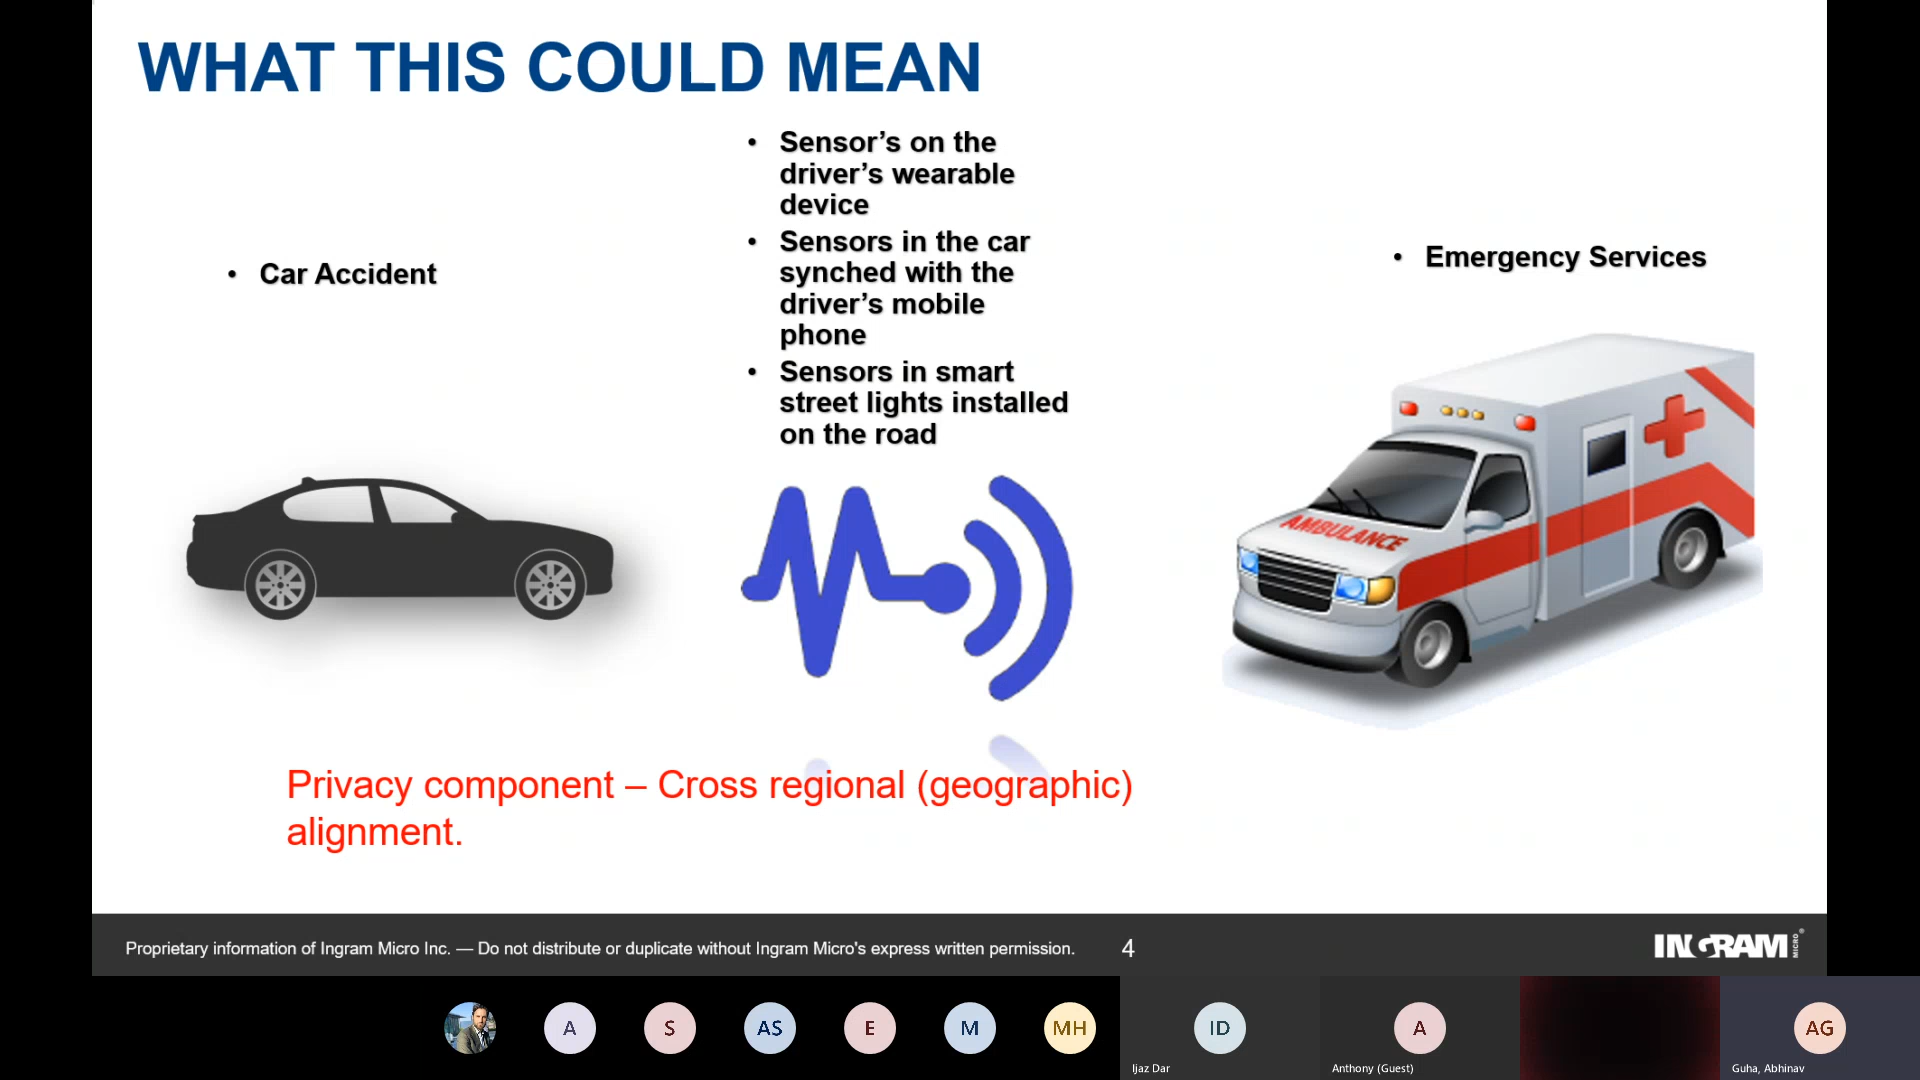 WHAT THIS COULD MEAN
• Car Accident
• Sensor’s on the
driver’s wearable
device
• Sensors in the car
synched with the
driver’s mobile
phone
• Sensors in smart
street lights installed
on the road
• Emergency Services
AMBULANCE
Privacy component – Cross regional (geographic)
alignment.
Proprietary information of Ingram Micro Inc. — Do not distribute or duplicate without Ingram Micro's express written permission.
4
INGRAM MICRO®
A
S
AS
E
M
MH
ID
Ijaz Dar
A
Anthony (Guest)
AG
Guha, Abhinav